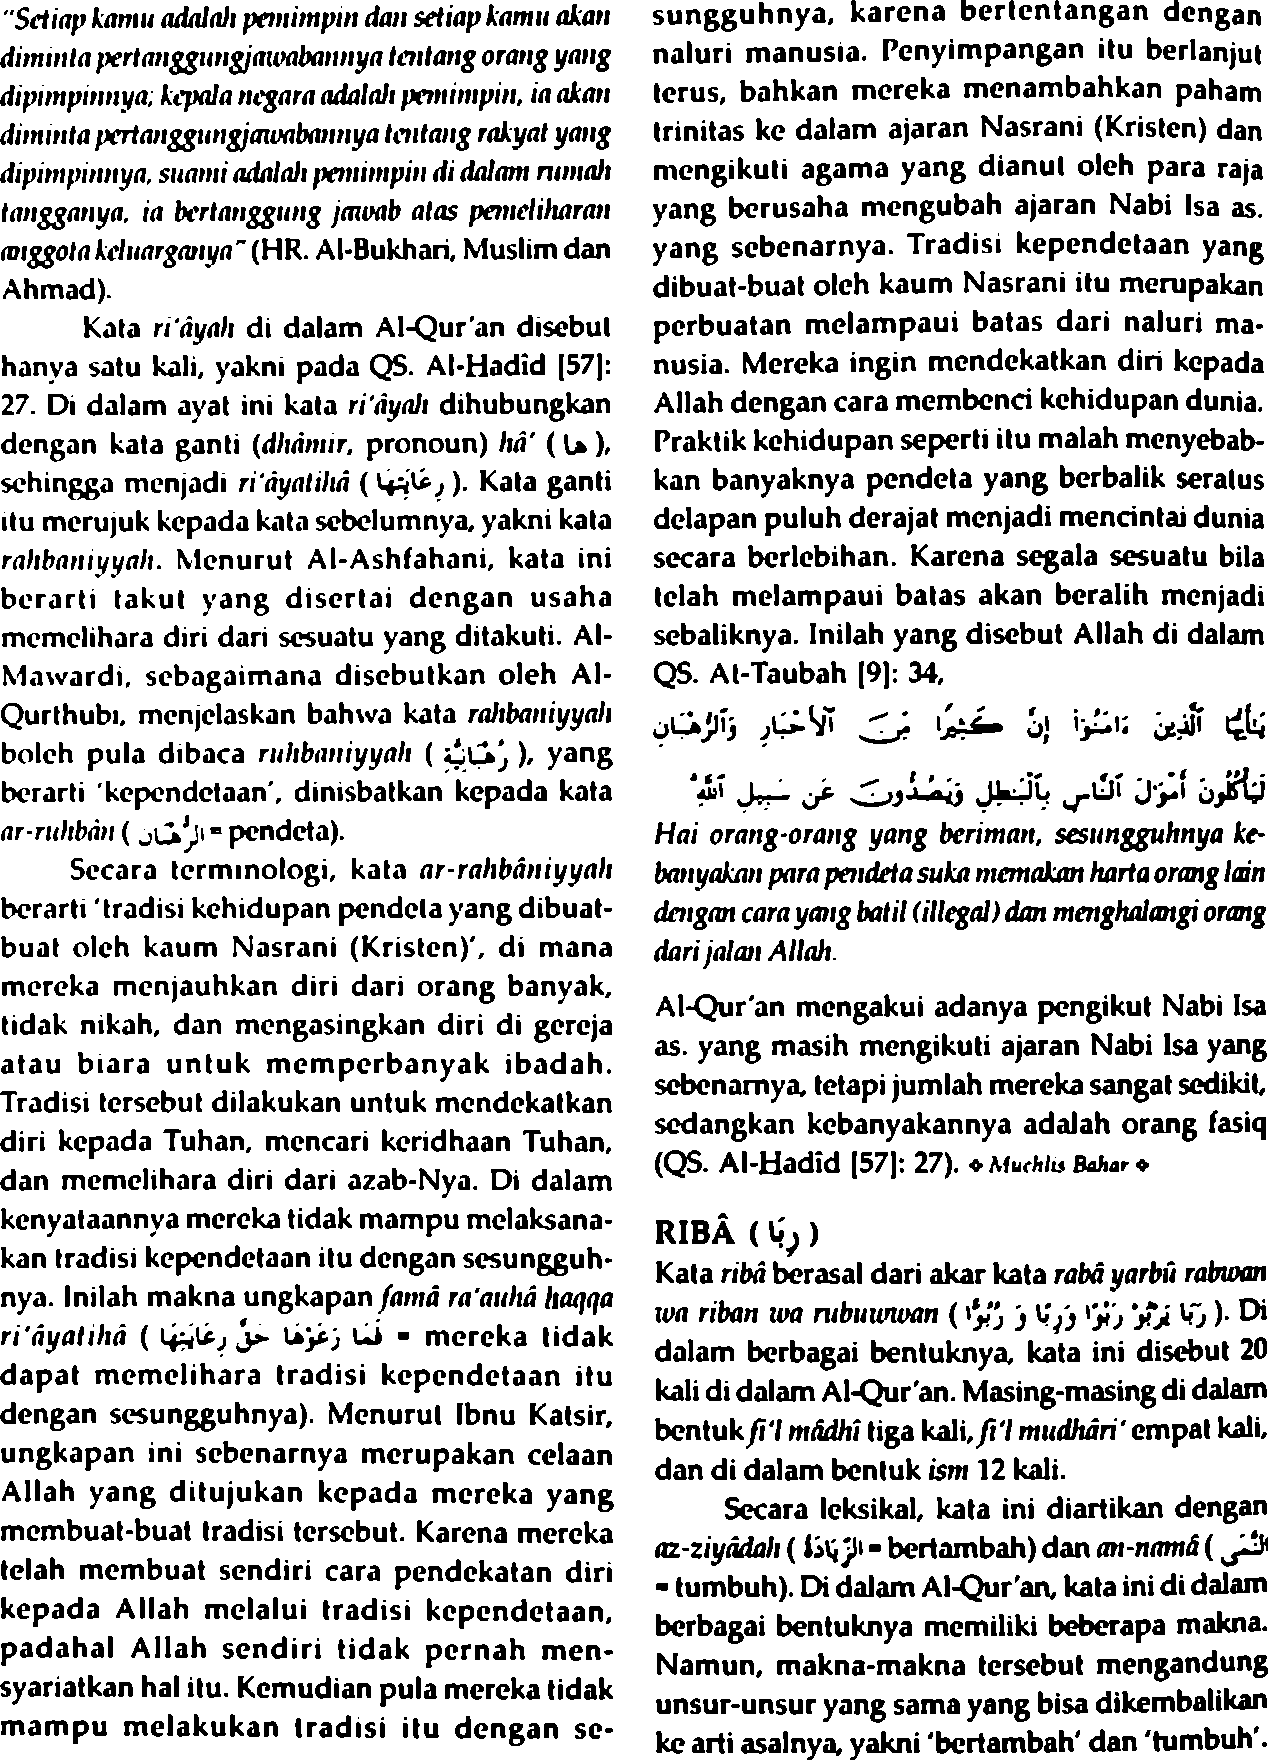 "Setiap kamu adalah pemimpin dan setiap kamu akan
diminta pertanggungjawabannya tentang orang yang
dipimpinnya; kepala negara adalah pemimpin, ia akan
diminta pertanggungjawabannya tentang rakyat yang
dipimpinnya, suami adalah pemimpin di dalam rumah
tangganya, ia bertanggung jawab atas pemeliharan
anggota keluarganya" (HR. Al-Bukhari, Muslim dan
Ahmad).
Kata ri'âyah di dalam Al-Qur'an disebut
hanya satu kali, yakni pada QS. Al-Hadîd [57]:
27. Di dalam ayat ini kata ri'âyah dihubungkan
dengan kata ganti (dhâmir, pronoun) hâ' (ها),
sehingga menjadi ri'âyatihâ (رِعَايَتِهَا). Kata ganti
itu merujuk kepada kata sebelumnya, yakni kata
rahbaniyyah. Menurut Al-Ashfahani, kata ini
berarti takut yang disertai dengan usaha
memelihara diri dari sesuatu yang ditakuti. Al-
Mawardi, sebagaimana disebutkan oleh Al-
Qurthubi, menjelaskan bahwa kata rahbaniyyah
boleh pula dibaca ruhbaniyyah (رُهْبَانِيَّة), yang
berarti 'kependetaan', dinisbatkan kepada kata
ar-ruhbân (الرُّهْبَان = pendeta).
Secara terminologi, kata ar-rahbâniyyah
berarti 'tradisi kehidupan pendeta yang dibuat-
buat oleh kaum Nasrani (Kristen)', di mana
mereka menjauhkan diri dari orang banyak,
tidak nikah, dan mengasingkan diri di gereja
atau biara untuk memperbanyak ibadah.
Tradisi tersebut dilakukan untuk mendekatkan
diri kepada Tuhan, mencari keridhaan Tuhan,
dan memelihara diri dari azab-Nya. Di dalam
kenyataannya mereka tidak mampu melaksana-
kan tradisi kependetaan itu dengan sesungguh-
nya. Inilah makna ungkapan famâ ra'auhâ haqqa
ri'âyatihâ (فَمَا رَعَوْهَا حَقَّ رِعَايَتِهَا = mereka tidak
dapat memelihara tradisi kependetaan itu
dengan sesungguhnya). Menurut Ibnu Katsir,
ungkapan ini sebenarnya merupakan celaan
Allah yang ditujukan kepada mereka yang
membuat-buat tradisi tersebut. Karena mereka
telah membuat sendiri cara pendekatan diri
kepada Allah melalui tradisi kependetaan,
padahal Allah sendiri tidak pernah men-
syariatkan hal itu. Kemudian pula mereka tidak
mampu melakukan tradisi itu dengan se-
sungguhnya, karena bertentangan dengan
naluri manusia. Penyimpangan itu berlanjut
terus, bahkan mereka menambahkan paham
trinitas ke dalam ajaran Nasrani (Kristen) dan
mengikuti agama yang dianut oleh para raja
yang berusaha mengubah ajaran Nabi Isa as.
yang sebenarnya. Tradisi kependetaan yang
dibuat-buat oleh kaum Nasrani itu merupakan
perbuatan melampaui batas dari naluri ma-
nusia. Mereka ingin mendekatkan diri kepada
Allah dengan cara membenci kehidupan dunia.
Praktik kehidupan seperti itu malah menyebab-
kan banyaknya pendeta yang berbalik seratus
delapan puluh derajat menjadi mencintai dunia
secara berlebihan. Karena segala sesuatu bila
telah melampaui batas akan beralih menjadi
sebaliknya. Inilah yang disebut Allah di dalam
QS. At-Taubah [9]: 34,
يَٰٓأَيُّهَا ٱلَّذِينَ ءَامَنُوٓا۟ إِنَّ كَثِيرًا مِّنَ ٱلْأَحْبَارِ وَٱلرُّهْبَانِ
لَيَأْكُلُونَ أَمْوَٰلَ ٱلنَّاسِ بِٱلْبَٰطِلِ وَيَصُدُّونَ عَن سَبِيلِ ٱللَّهِ
Hai orang-orang yang beriman, sesungguhnya ke-
banyakan para pendeta suka memakan harta orang lain
dengan cara yang batil (illegal) dan menghalangi orang
dari jalan Allah.
Al-Qur'an mengakui adanya pengikut Nabi Isa
as. yang masih mengikuti ajaran Nabi Isa yang
sebenarnya, tetapi jumlah mereka sangat sedikit,
sedangkan kebanyakannya adalah orang fasiq
(QS. Al-Hadîd [57]: 27). ❖ Muchlis Bahar ❖
RIBÂ (رِبَا)
Kata ribâ berasal dari akar kata rabâ yarbû rabwan
wa riban wa rubuwwan (رَبَا يَرْبُو رَبْوًا وَرِبًا وَ رُبُوًّا). Di
dalam berbagai bentuknya, kata ini disebut 20
kali di dalam Al-Qur'an. Masing-masing di dalam
bentuk fi'l mâdhî tiga kali, fi'l mudhâri' empat kali,
dan di dalam bentuk ism 12 kali.
Secara leksikal, kata ini diartikan dengan
az-ziyâdah (الزِّيَادَة = bertambah) dan an-namâ (النُّمَى
= tumbuh). Di dalam Al-Qur'an, kata ini di dalam
berbagai bentuknya memiliki beberapa makna.
Namun, makna-makna tersebut mengandung
unsur-unsur yang sama yang bisa dikembalikan
ke arti asalnya, yakni 'bertambah' dan 'tumbuh'.